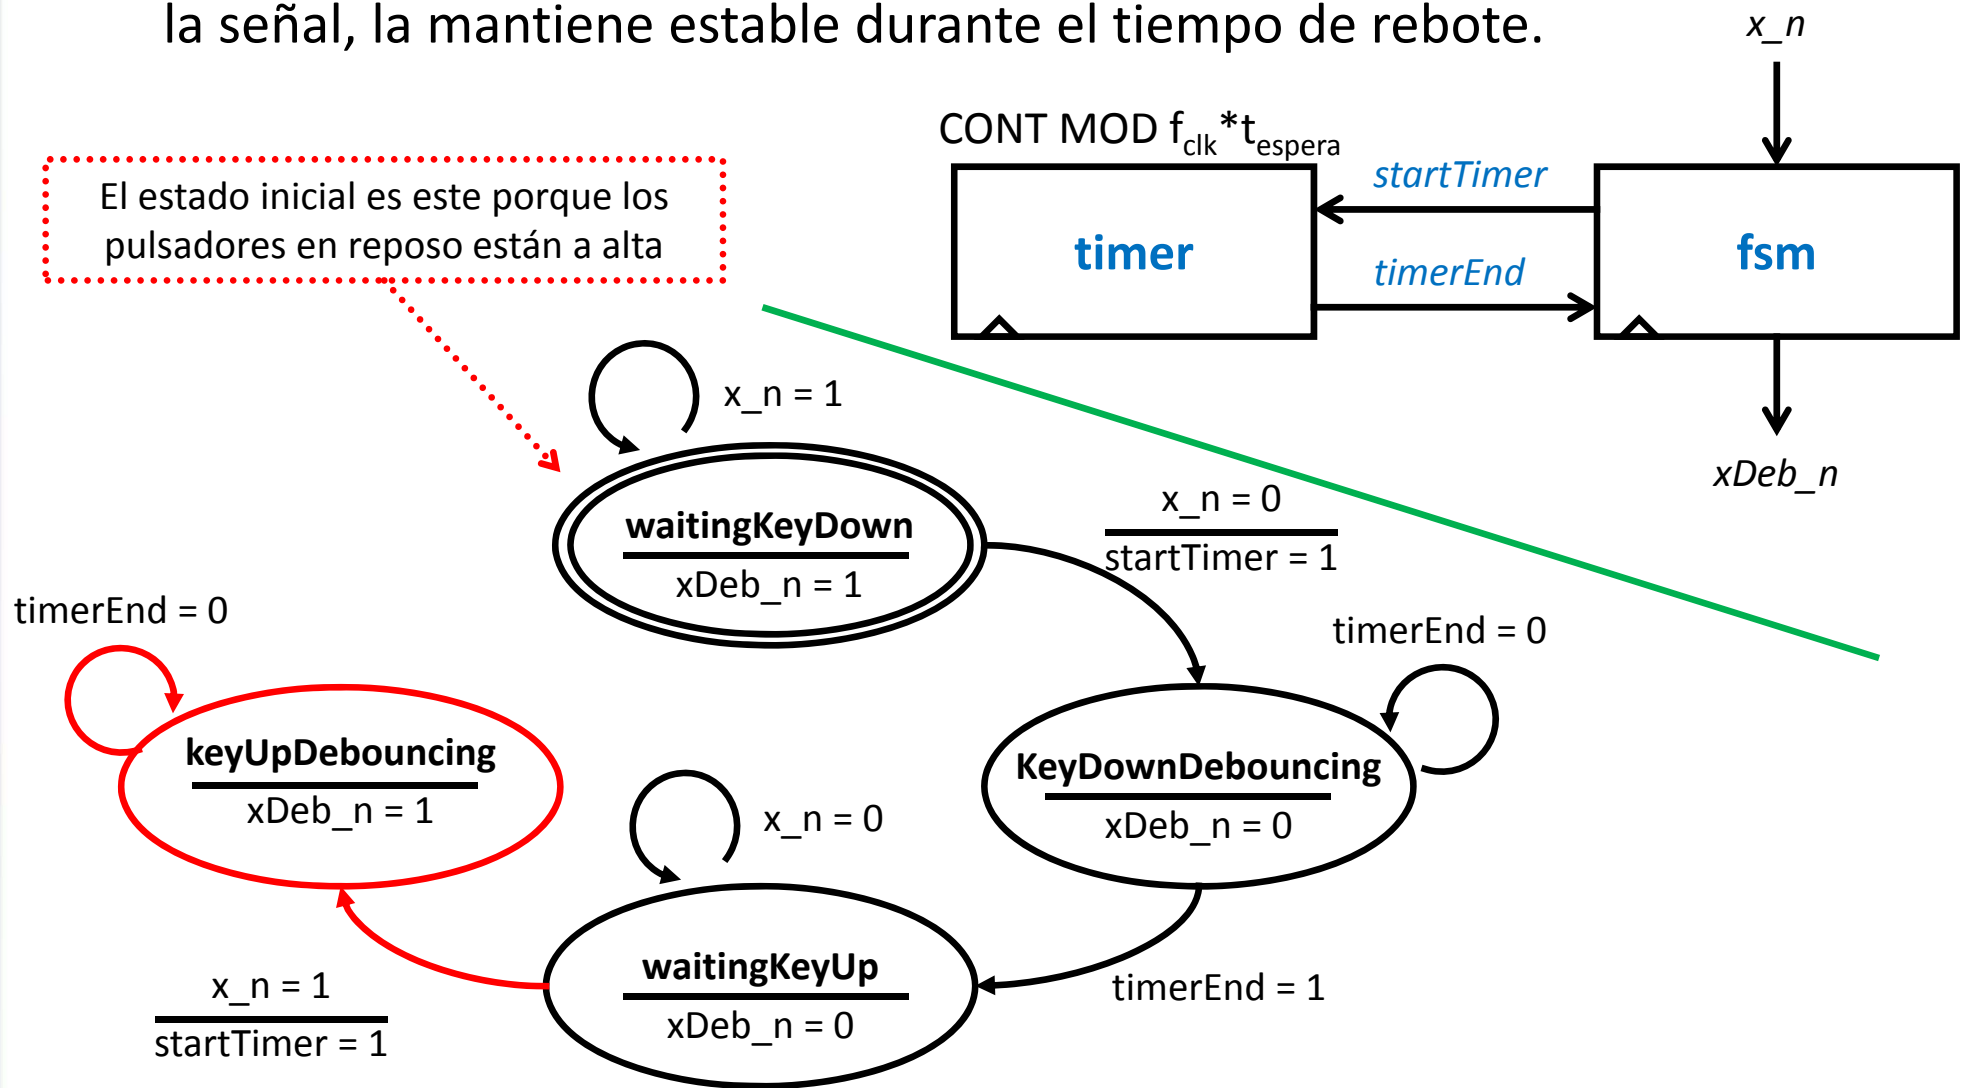 la señal, la mantiene estable durante el tiempo de rebote.
x_n
CONT MOD fclk*tespera
El estado inicial es este porque los
pulsadores en reposo están a alta
startTimer
timer
fsm
timerEnd
x_n = 1
xDeb_n
x_n = 0
startTimer = 1
waitingKeyDown
xDeb_n = 1
timerEnd = 0
timerEnd = 0
keyUpDebouncing
xDeb_n = 1
KeyDownDebouncing
xDeb_n = 0
x_n = 0
waitingKeyUp
xDeb_n = 0
timerEnd = 1
x_n = 1
startTimer = 1